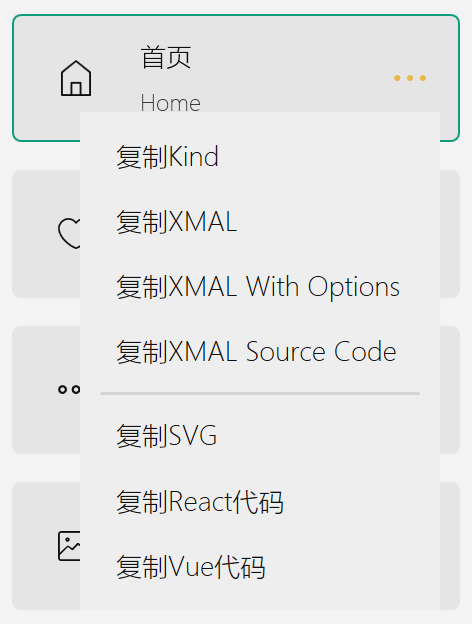 首页
Home
复制Kind
复制XMAL
复制XMAL With Options
复制XMAL Source Code
复制SVG
复制React代码
复制Vue代码